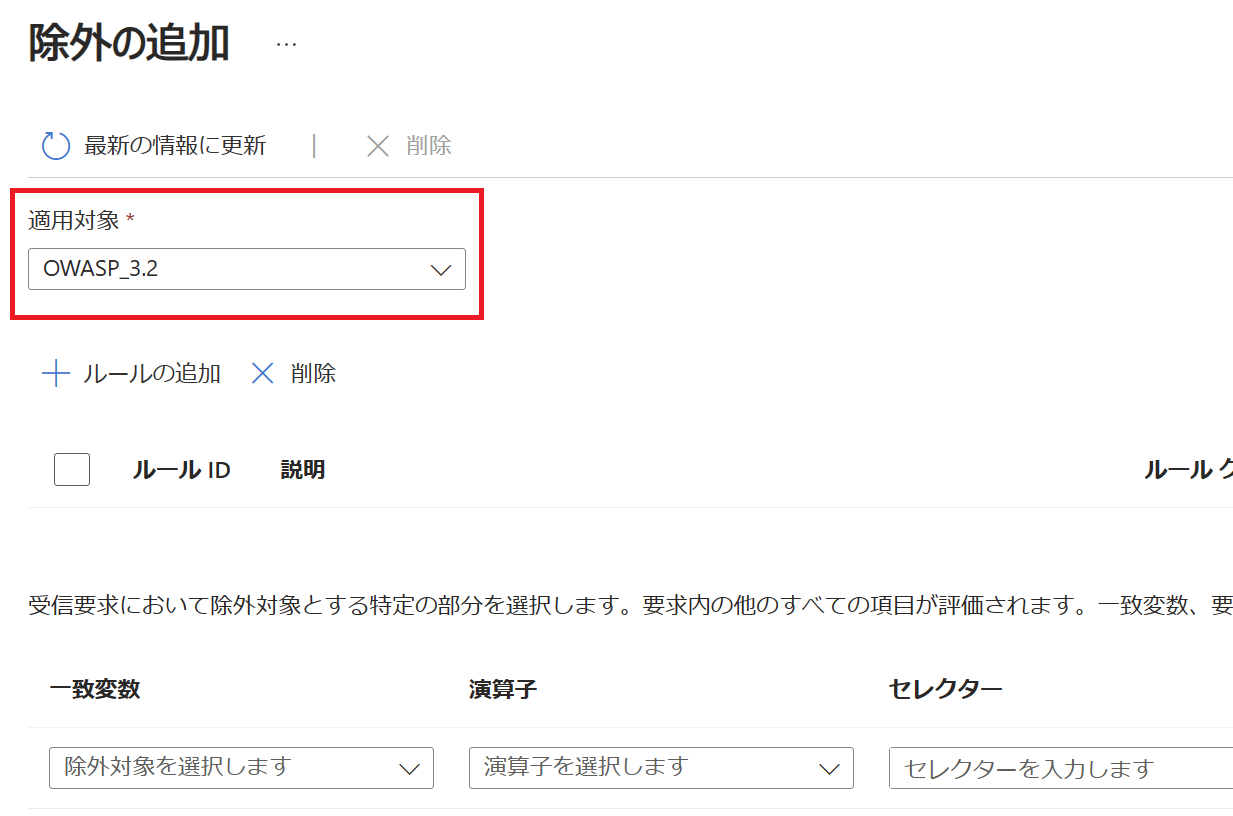 除外の追加 ...
最新の情報に更新 | 削除
適用対象 *
OWASP_3.2
ルールの追加 削除
ルール ID 説明 ルール ク
受信要求において除外対象とする特定の部分を選択します。要求内の他のすべての項目が評価されます。一致変数、要
一致変数 演算子 セレクター
除外対象を選択します 演算子を選択します セレクターを入力します